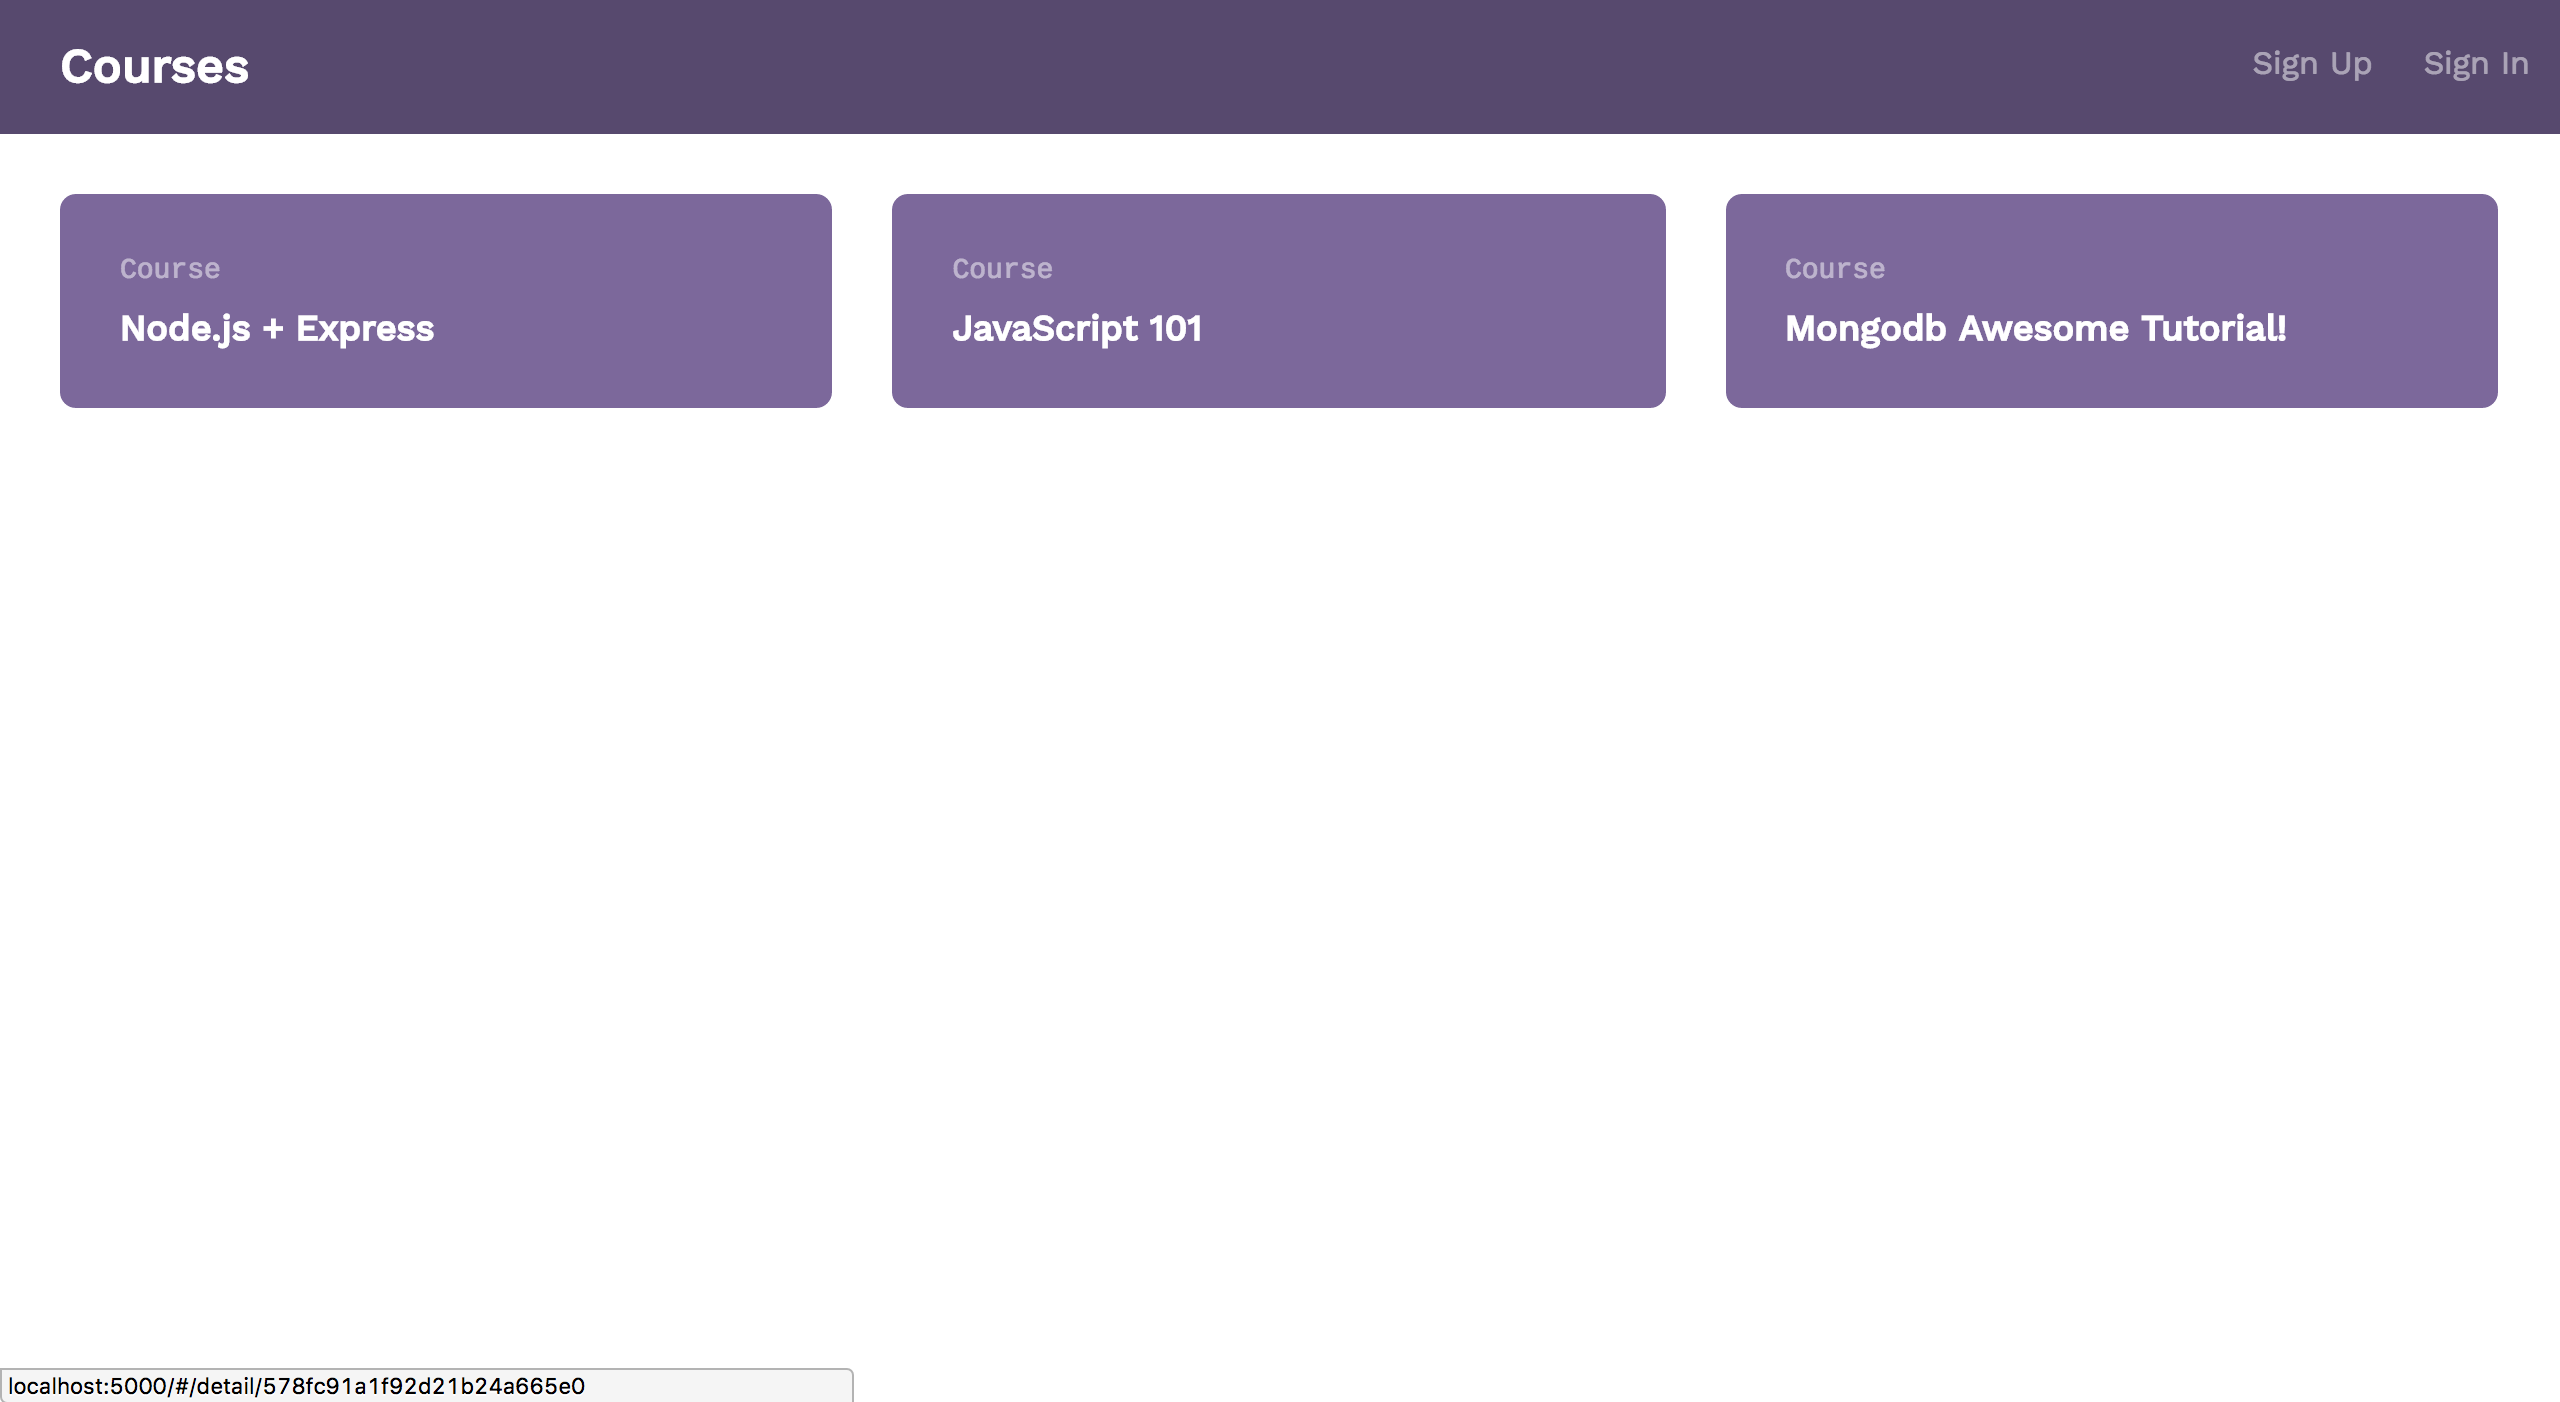 Courses
Sign Up
Sign In
Course
Node.js + Express
Course
JavaScript 101
Course
Mongodb Awesome Tutorial!
localhost:5000/#/detail/578fc91a1f92d21b24a665e0